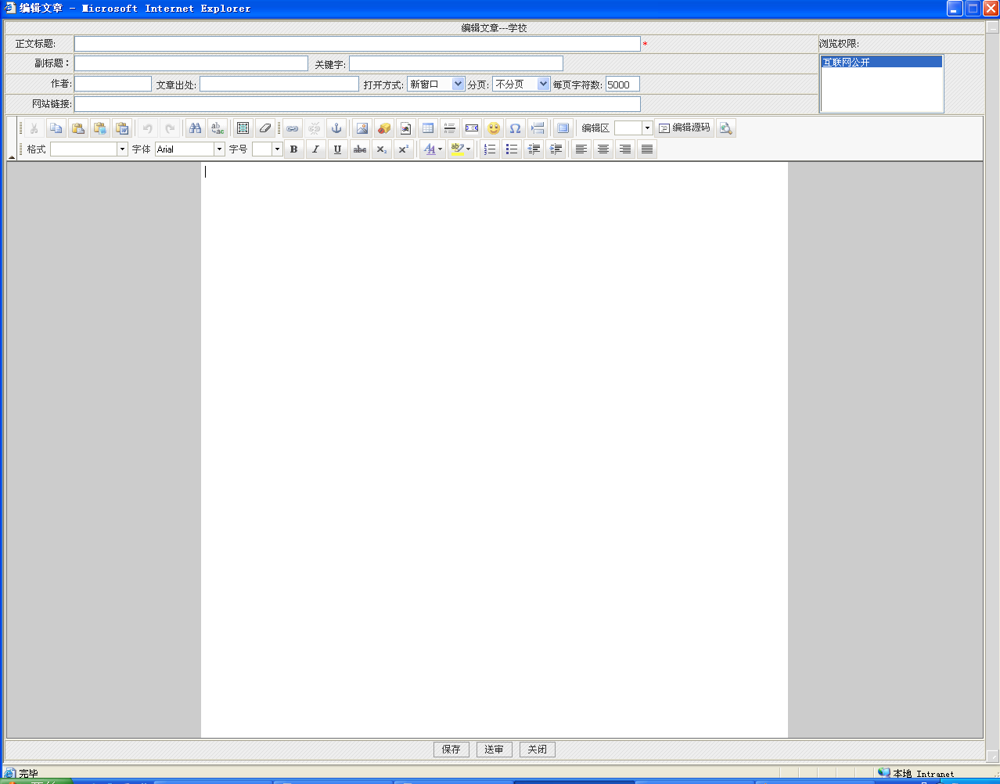 编辑文章 - Microsoft Internet Explorer
编辑文章---学校
正文标题: * 浏览权限:
副标题: 关键字: 互联网公开
作者: 文章出处: 打开方式: 新窗口 分页: 不分页 每页字符数: 5000
网站链接:
编辑区 编辑源码
格式 字体 Arial 字号 B I U abc x₂ x²
保存 送审 关闭
完毕 本地 Intranet